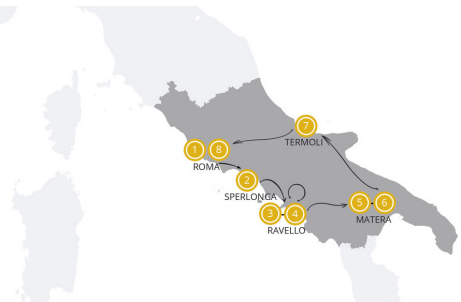 7
TERMOLI
1 8
ROMA
2
SPERLONGA
3 4
RAVELLO
5 6
MATERA